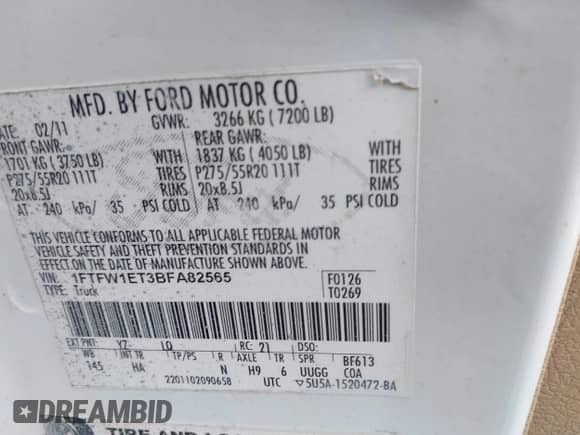 MFD. BY FORD MOTOR CO.
DATE 02/11 GVWR: 3266 KG ( 7200 LB)
FRONT GAWR: REAR GAWR:
1701 KG ( 3750 LB) WITH 1837 KG ( 4050 LB) WITH
P275/55R20 111T TIRES P275/55R20 111T TIRES
20x8.5J RIMS 20x8.5J RIMS
AT 240 kPa/ 35 PSI COLD AT 240 kPa/ 35 PSI COLD
THIS VEHICLE CONFORMS TO ALL APPLICABLE FEDERAL MOTOR
VEHICLE SAFETY AND THEFT PREVENTION STANDARDS IN
EFFECT ON THE DATE OF MANUFACTURE SHOWN ABOVE.
VIN: 1FTFW1ET3BFA82565 F0126
TYPE: Truck T0269
EXT PNT: YZ RC: 21 DSO:
WB INT TR TP/PS R AXLE TR SPR BF613
145 HA N H9 6 UUGG COA
2201102090658 UTC ▽5U5A-1520472-BA
DREAMBID
TIRE AND